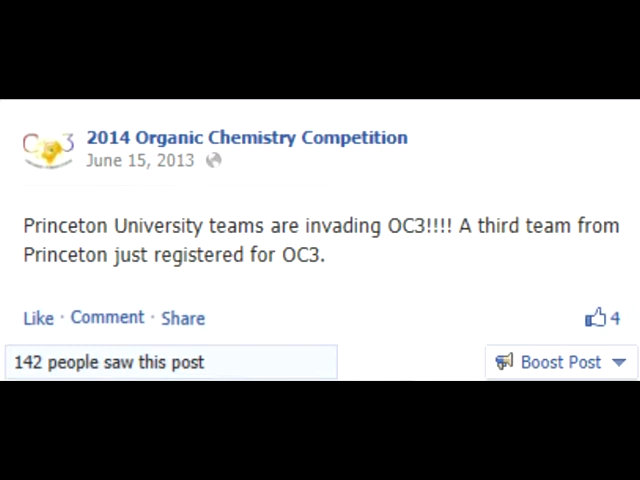 2014 Organic Chemistry Competition
June 15, 2013
Princeton University teams are invading OC3!!!! A third team from
Princeton just registered for OC3.
Like · Comment · Share
4
142 people saw this post
Boost Post